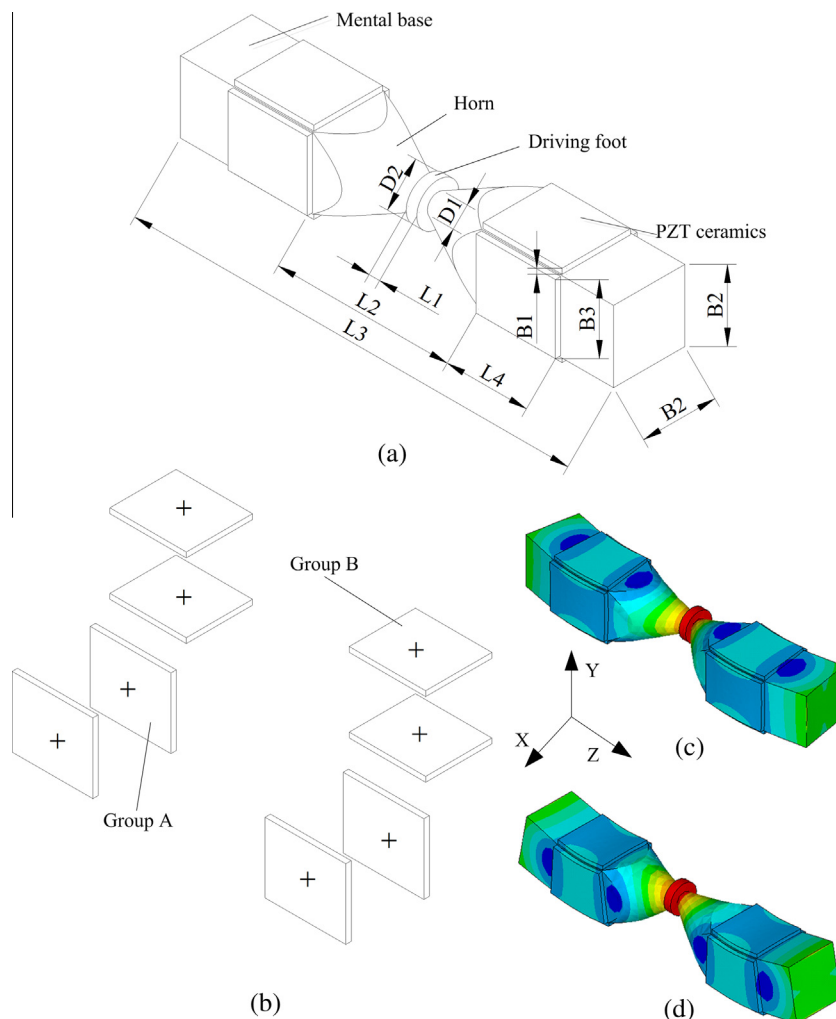 Mental base
Horn
Driving foot
D2
D1
PZT ceramics
L1
L2
L3
B1
B3
B2
L4
B2
(a)
+
Group B
+
+
+
+
Y
+
X
Z
(c)
+
Group A
+
+
(b)
(d)